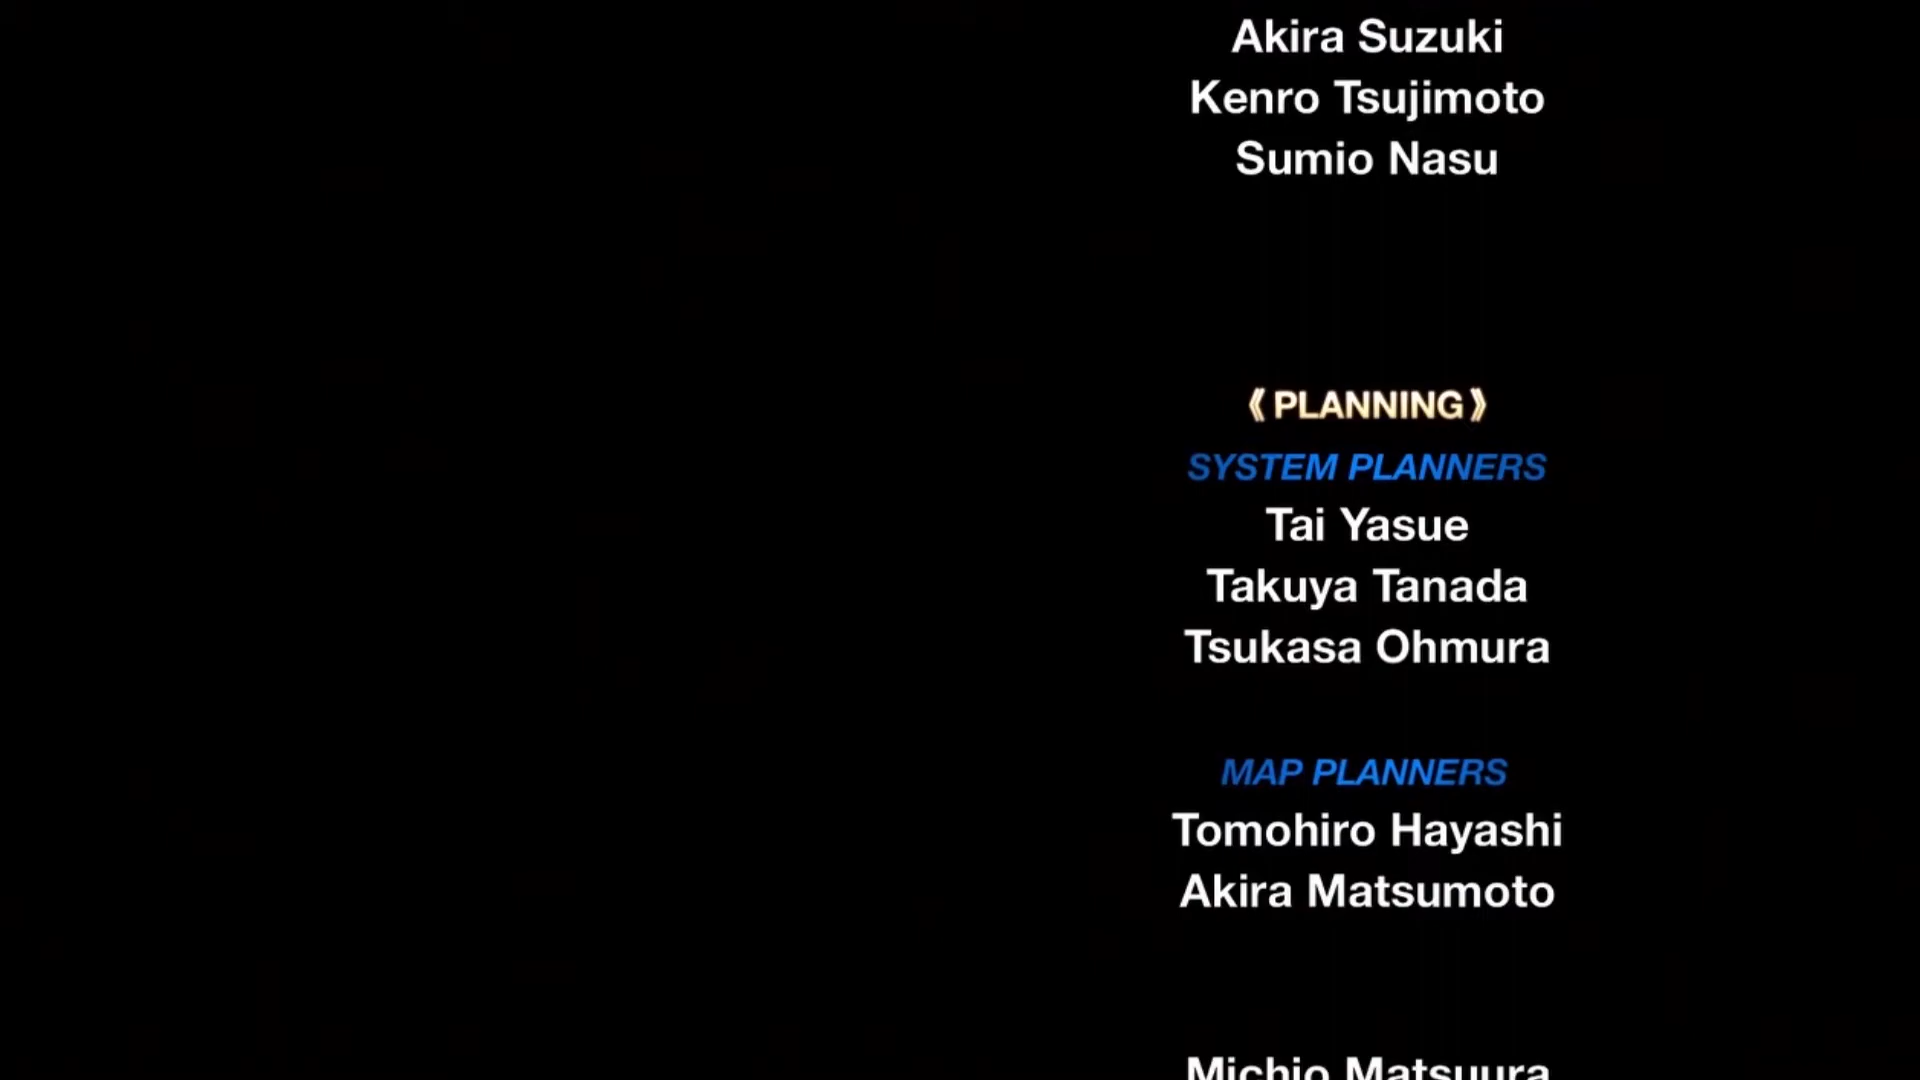 Akira Suzuki
Kenro Tsujimoto
Sumio Nasu
《PLANNING》
SYSTEM PLANNERS
Tai Yasue
Takuya Tanada
Tsukasa Ohmura
MAP PLANNERS
Tomohiro Hayashi
Akira Matsumoto
Michio Matsuura